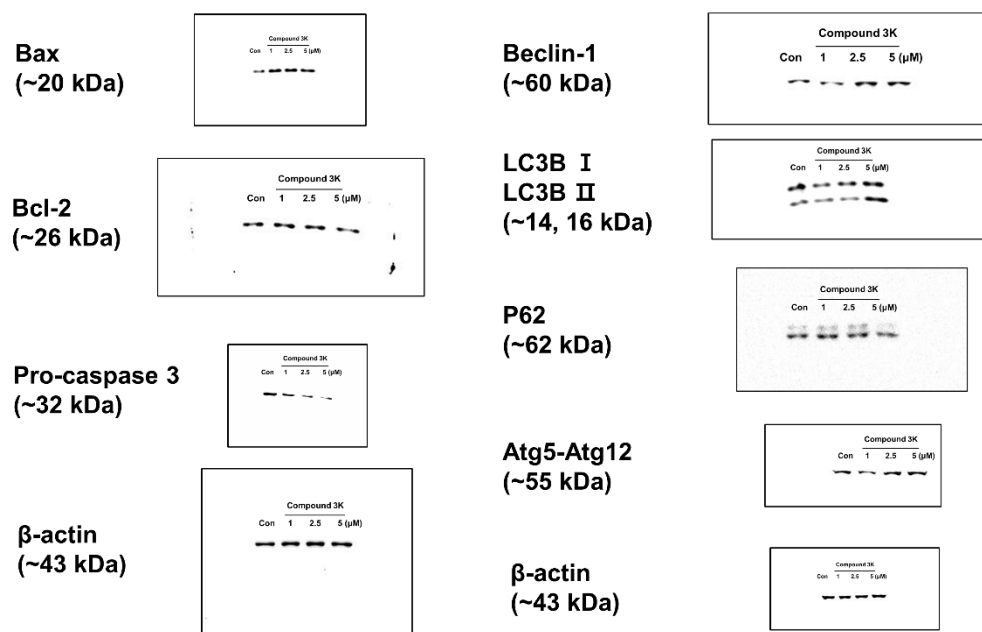 Bax
(~20 kDa)
Compound 3K
Con 1 2.5 5 (μM)
Bcl-2
(~26 kDa)
Compound 3K
Con 1 2.5 5 (μM)
Pro-caspase 3
(~32 kDa)
Compound 3K
Con 1 2.5 5 (μM)
β-actin
(~43 kDa)
Compound 3K
Con 1 2.5 5 (μM)
Beclin-1
(~60 kDa)
Compound 3K
Con 1 2.5 5 (μM)
LC3B Ⅰ
LC3B Ⅱ
(~14, 16 kDa)
Compound 3K
Con 1 2.5 5 (μM)
P62
(~62 kDa)
Compound 3K
Con 1 2.5 5 (μM)
Atg5-Atg12
(~55 kDa)
Compound 3K
Con 1 2.5 5 (μM)
β-actin
(~43 kDa)
Compound 3K
Con 1 2.5 5 (μM)